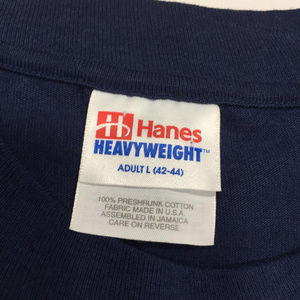 Hanes
HEAVYWEIGHT™
ADULT L (42-44)
100% PRESHRUNK COTTON
FABRIC MADE IN U.S.A.
ASSEMBLED IN JAMAICA
CARE ON REVERSE